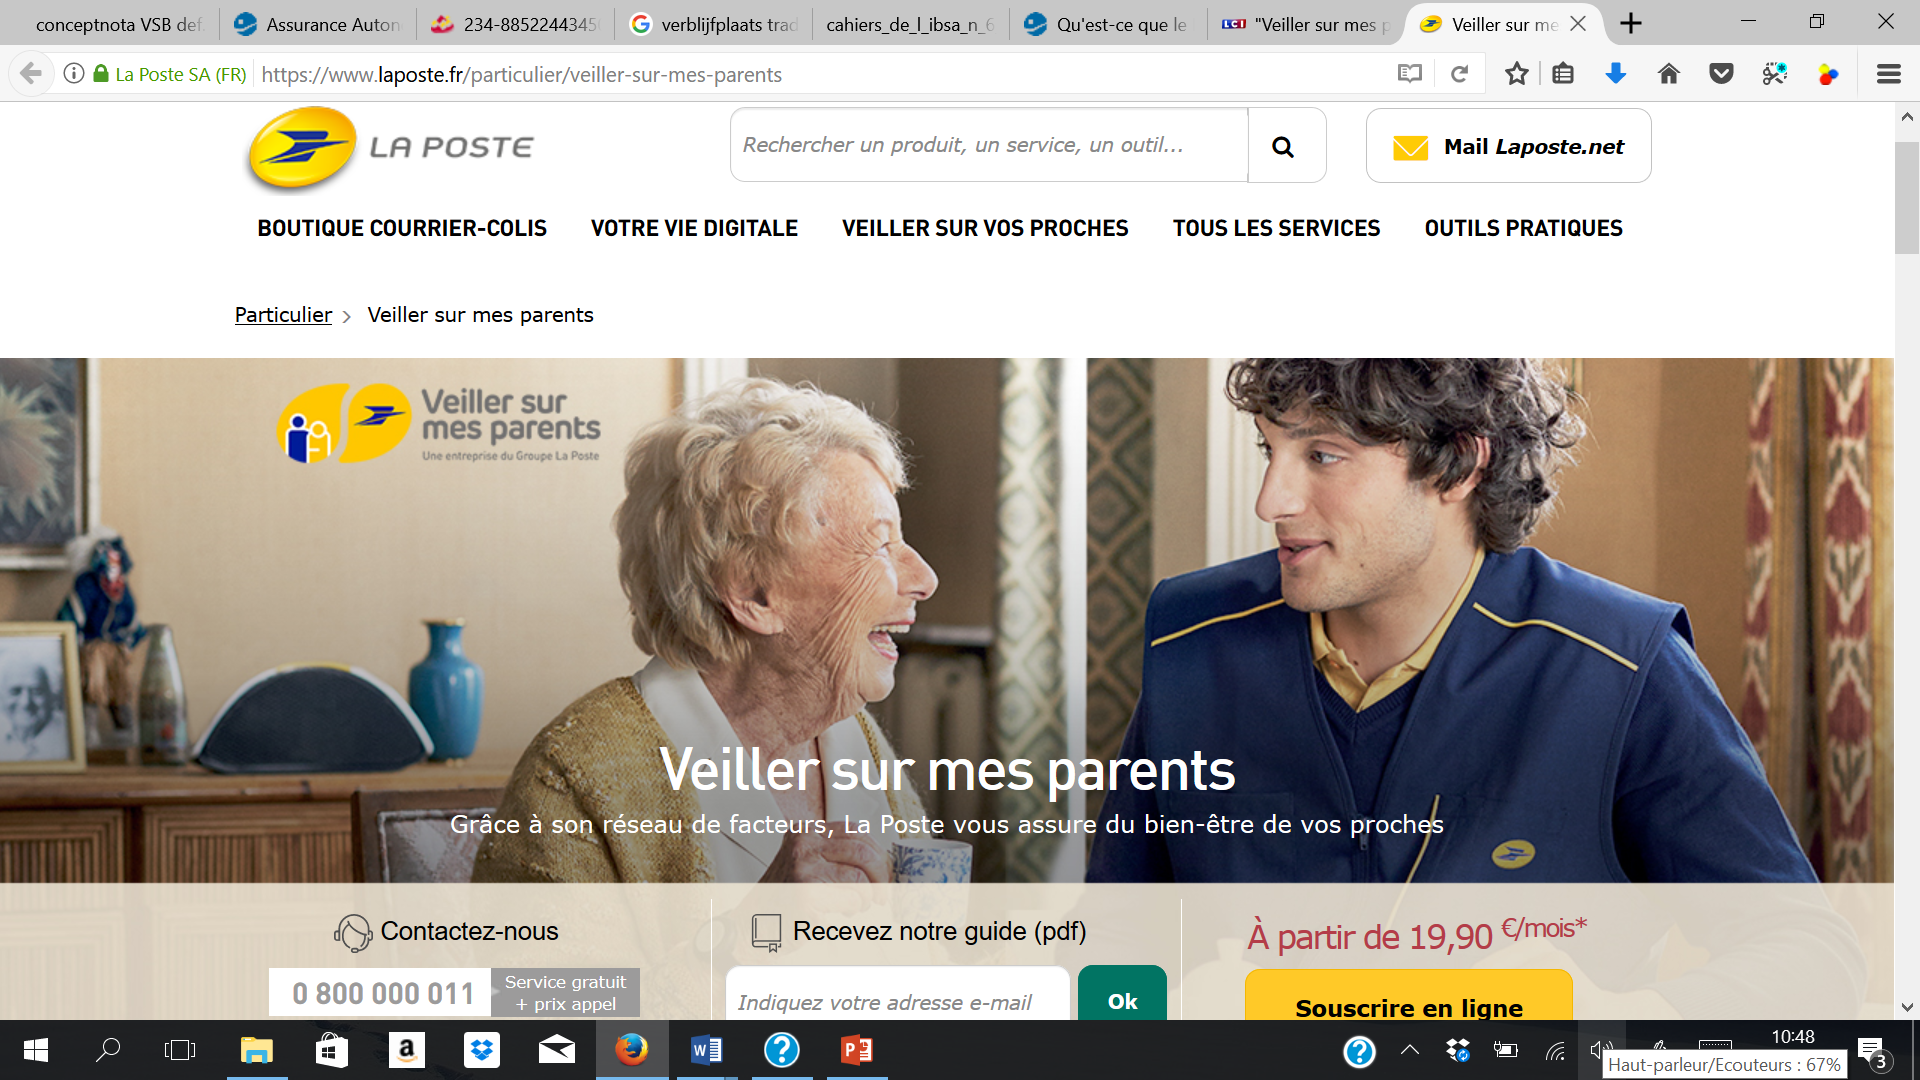 conceptnota VSB def.
Assurance Auton
234-8852244345
verblijfplaats trad
cahiers_de_l_ibsa_n_6
Qu'est-ce que le
LCI "Veiller sur mes p
Veiller sur me
La Poste SA (FR) https://www.laposte.fr/particulier/veiller-sur-mes-parents
LA POSTE
Rechercher un produit, un service, un outil...
Mail Laposte.net
BOUTIQUE COURRIER-COLIS VOTRE VIE DIGITALE VEILLER SUR VOS PROCHES TOUS LES SERVICES OUTILS PRATIQUES
Particulier > Veiller sur mes parents
Veiller sur
mes parents
Une entreprise du Groupe La Poste
Veiller sur mes parents
Grâce à son réseau de facteurs, La Poste vous assure du bien-être de vos proches
Contactez-nous
0 800 000 011
Service gratuit
+ prix appel
Recevez notre guide (pdf)
Indiquez votre adresse e-mail
Ok
À partir de 19,90 €/mois*
Souscrire en ligne
10:48
3
Haut-parleur/Ecouteurs : 67%